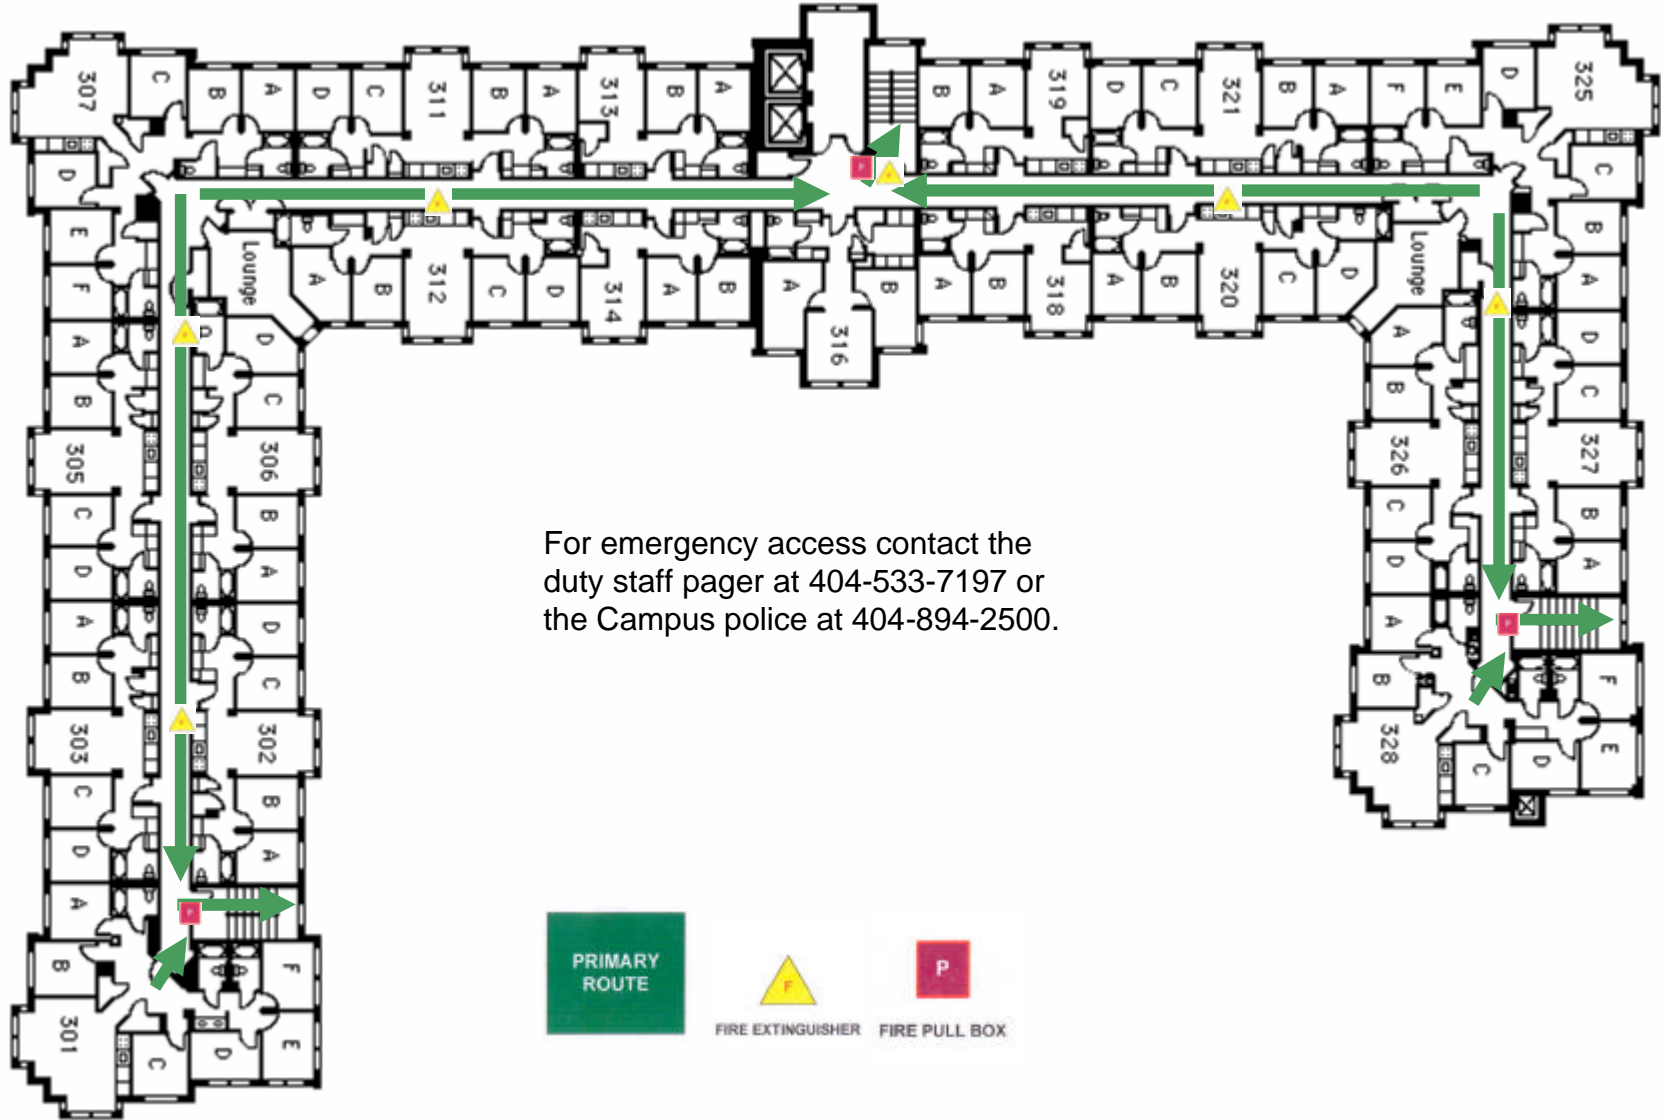 307
C
B
A
D
C
311
B
A
313
B
A
B
A
319
D
C
321
B
A
F
E
D
325
D
C
E
F
A
B
Lounge
A
B
312
C
D
314
A
B
A
B
316
A
B
318
A
B
320
C
D
Lounge
B
A
D
C
D
C
A
B
305
306
326
327
C
D
B
A
C
D
B
A
A
B
D
C
A
B
F
E
303
302
328
C
D
C
D
B
A
For emergency access contact the
duty staff pager at 404-533-7197 or
the Campus police at 404-894-2500.
A
B
F
E
301
C
D
F
F
F
F
F
F
F
P
P
P
PRIMARY
ROUTE
F
FIRE EXTINGUISHER
P
FIRE PULL BOX